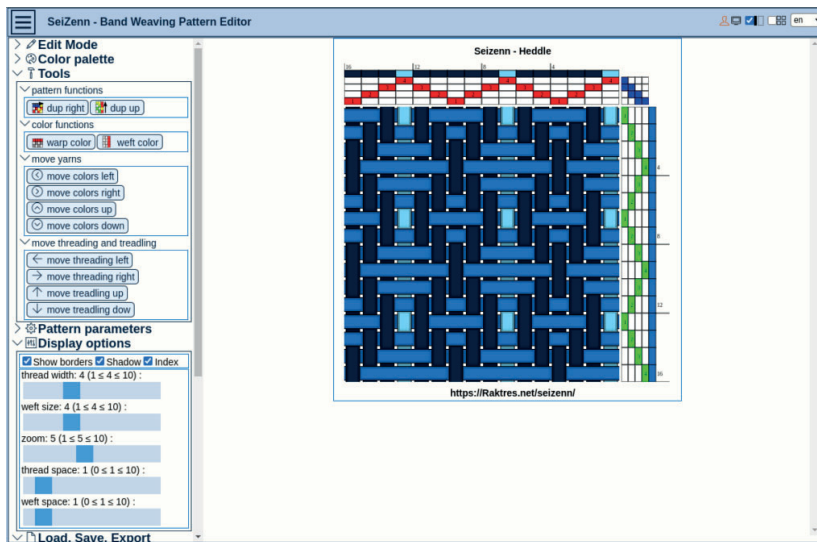 SeiZenn - Band Weaving Pattern Editor
en
Edit Mode
Color palette
Tools
pattern functions
dup right dup up
color functions
warp color weft color
move yarns
move colors left
move colors right
move colors up
move colors down
move threading and treadling
move threading left
move threading right
move treadling up
move treadling dow
Pattern parameters
Display options
Show borders Shadow Index
thread width: 4 (1 ≤ 4 ≤ 10) :
weft size: 4 (1 ≤ 4 ≤ 10) :
zoom: 5 (1 ≤ 5 ≤ 10) :
thread space: 1 (0 ≤ 1 ≤ 10) :
weft space: 1 (0 ≤ 1 ≤ 10) :
Load, Save, Export
Seizenn - Heddle
16 12 8 4
4
8
12
16
https://Raktres.net/seizenn/